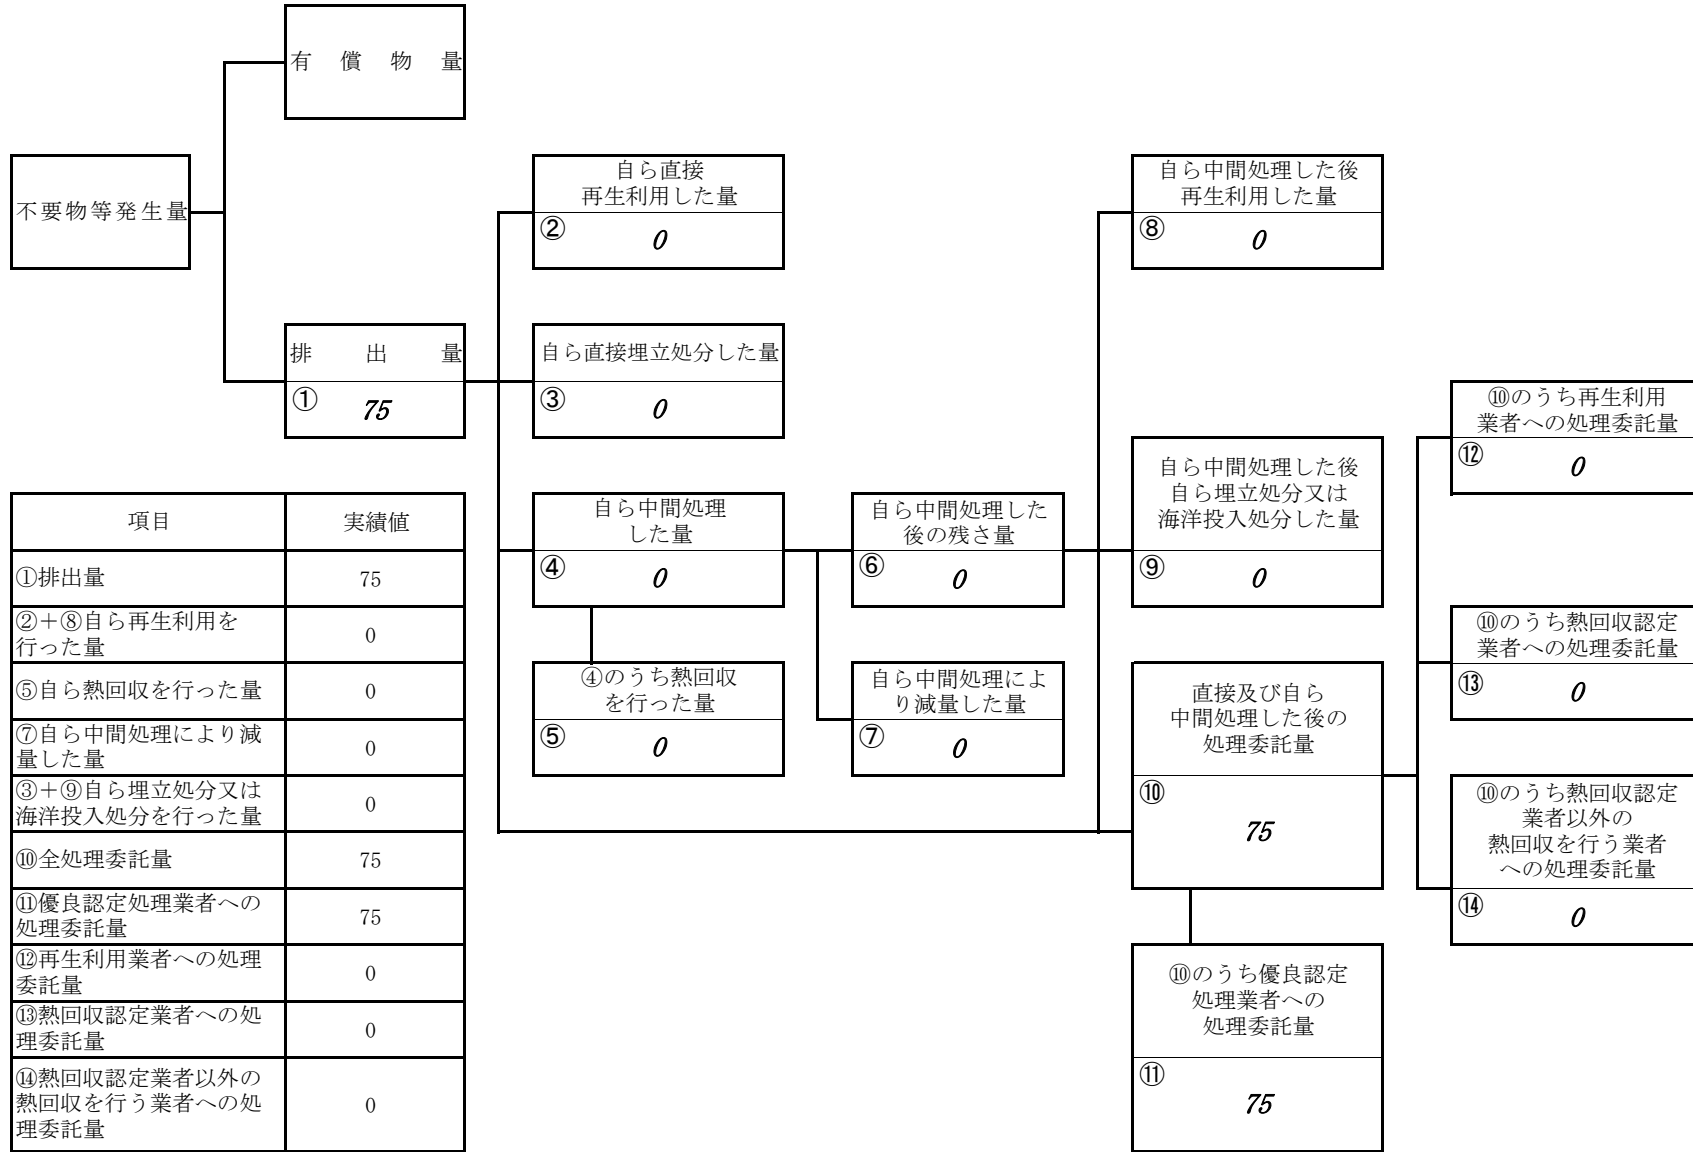 有償物量
不要物等発生量
排出量
① 75
自ら直接
再生利用した量
② 0
自ら直接埋立処分した量
③ 0
自ら中間処理
した量
④ 0
④のうち熱回収
を行った量
⑤ 0
自ら中間処理した
後の残さ量
⑥ 0
自ら中間処理によ
り減量した量
⑦ 0
自ら中間処理した後
再生利用した量
⑧ 0
自ら中間処理した後
自ら埋立処分又は
海洋投入処分した量
⑨ 0
直接及び自ら
中間処理した後の
処理委託量
⑩
75
⑩のうち優良認定
処理業者への
処理委託量
⑪
75
⑩のうち再生利用
業者への処理委託量
⑫ 0
⑩のうち熱回収認定
業者への処理委託量
⑬ 0
⑩のうち熱回収認定
業者以外の
熱回収を行う業者
への処理委託量
⑭ 0
項目 実績値
①排出量 75
②＋⑧自ら再生利用を
行った量 0
⑤自ら熱回収を行った量 0
⑦自ら中間処理により減
量した量 0
③＋⑨自ら埋立処分又は
海洋投入処分を行った量 0
⑩全処理委託量 75
⑪優良認定処理業者への
処理委託量 75
⑫再生利用業者への処理
委託量 0
⑬熱回収認定業者への処
理委託量 0
⑭熱回収認定業者以外の
熱回収を行う業者への処
理委託量 0